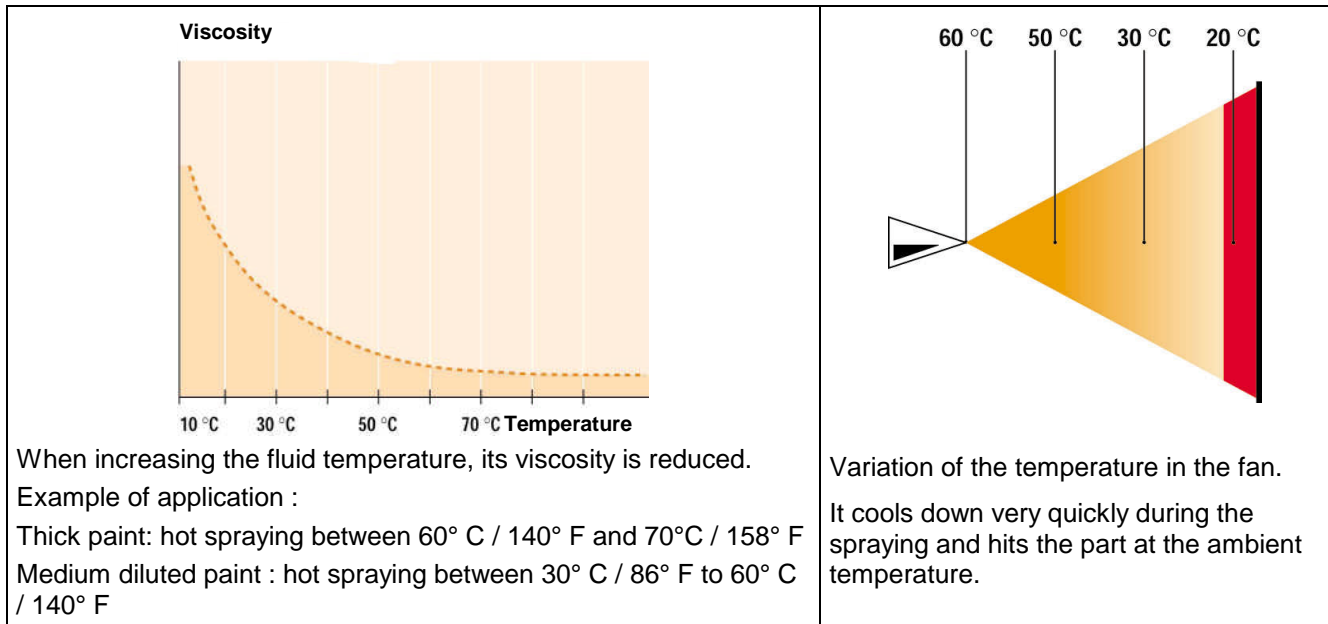 Viscosity
10 °C 30 °C 50 °C 70 °C Temperature
When increasing the fluid temperature, its viscosity is reduced.
Example of application :
Thick paint: hot spraying between 60° C / 140° F and 70°C / 158° F
Medium diluted paint : hot spraying between 30° C / 86° F to 60° C
/ 140° F
60 °C 50 °C 30 °C 20 °C
Variation of the temperature in the fan.
It cools down very quickly during the
spraying and hits the part at the ambient
temperature.